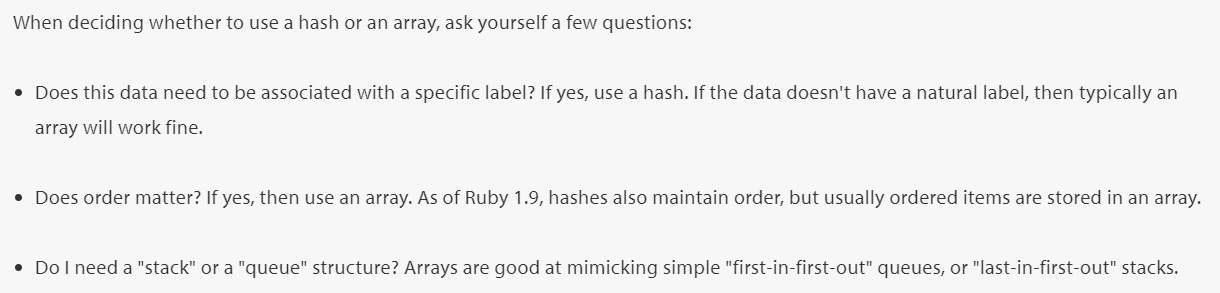 When deciding whether to use a hash or an array, ask yourself a few questions:
• Does this data need to be associated with a specific label? If yes, use a hash. If the data doesn't have a natural label, then typically an
array will work fine.
• Does order matter? If yes, then use an array. As of Ruby 1.9, hashes also maintain order, but usually ordered items are stored in an array.
• Do I need a "stack" or a "queue" structure? Arrays are good at mimicking simple "first-in-first-out" queues, or "last-in-first-out" stacks.